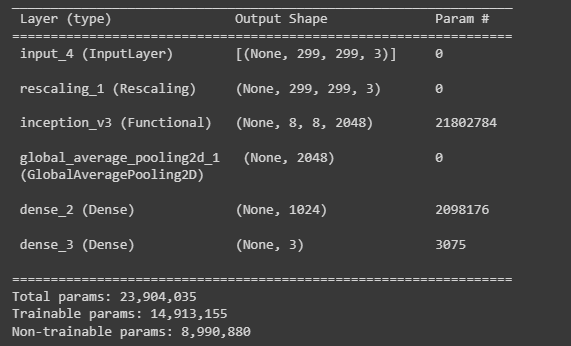 Layer (type) Output Shape Param #
=================================================================
input_4 (InputLayer) [(None, 299, 299, 3)] 0
rescaling_1 (Rescaling) (None, 299, 299, 3) 0
inception_v3 (Functional) (None, 8, 8, 2048) 21802784
global_average_pooling2d_1 (None, 2048) 0
(GlobalAveragePooling2D)
dense_2 (Dense) (None, 1024) 2098176
dense_3 (Dense) (None, 3) 3075
=================================================================
Total params: 23,904,035
Trainable params: 14,913,155
Non-trainable params: 8,990,880